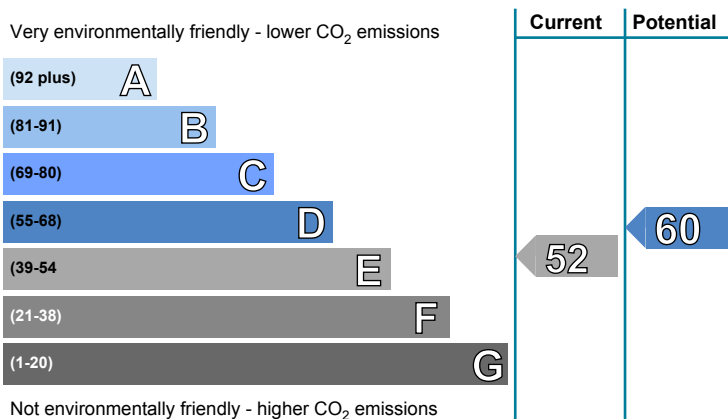 Current Potential
Very environmentally friendly - lower CO2 emissions
(92 plus) A
(81-91) B
(69-80) C
(55-68) D
60
(39-54 E
52
(21-38) F
(1-20) G
Not environmentally friendly - higher CO2 emissions